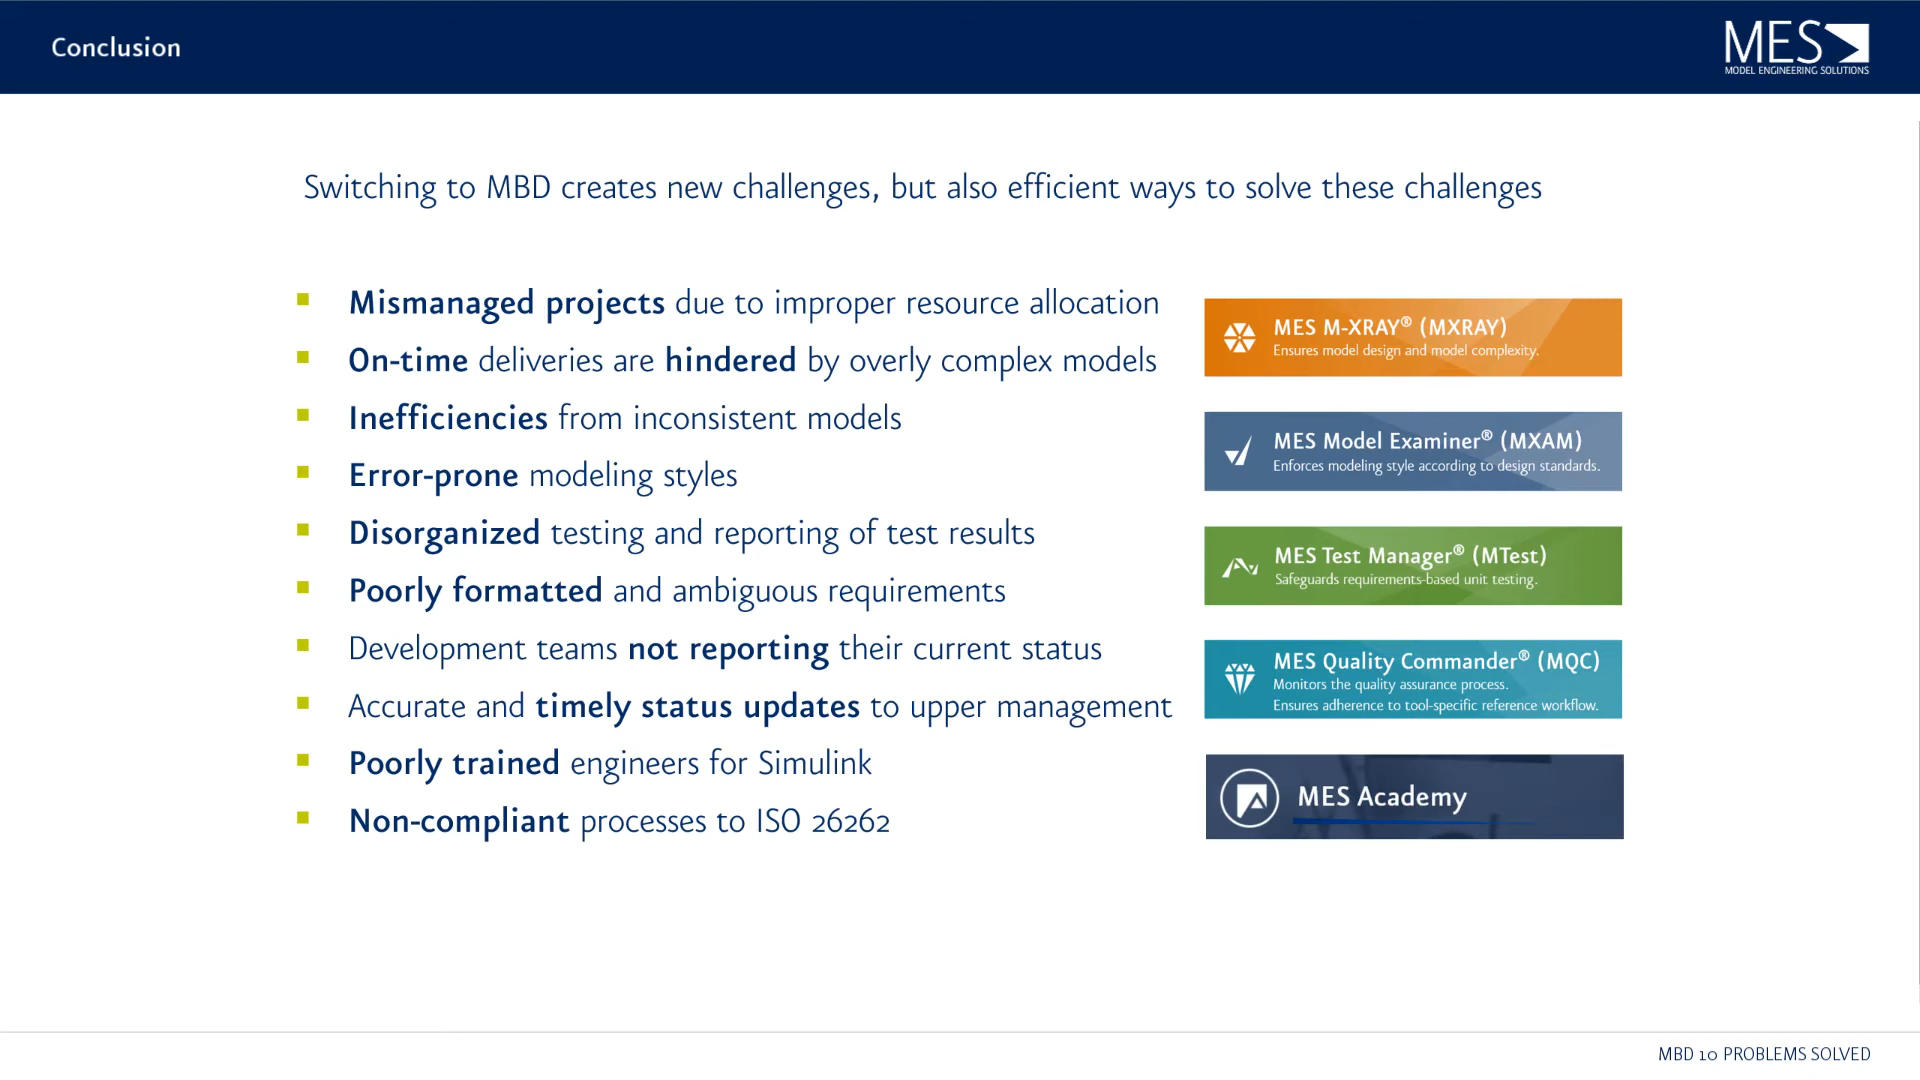 Conclusion
MES
MODEL ENGINEERING SOLUTIONS
Switching to MBD creates new challenges, but also efficient ways to solve these challenges
Mismanaged projects due to improper resource allocation
On-time deliveries are hindered by overly complex models
Inefficiencies from inconsistent models
Error-prone modeling styles
Disorganized testing and reporting of test results
Poorly formatted and ambiguous requirements
Development teams not reporting their current status
Accurate and timely status updates to upper management
Poorly trained engineers for Simulink
Non-compliant processes to ISO 26262
MES M-XRAY® (MXRAY)
Ensures model design and model complexity.
MES Model Examiner® (MXAM)
Enforces modeling style according to design standards.
MES Test Manager® (MTest)
Safeguards requirements-based unit testing.
MES Quality Commander® (MQC)
Monitors the quality assurance process.
Ensures adherence to tool-specific reference workflow.
MES Academy
MBD 10 PROBLEMS SOLVED